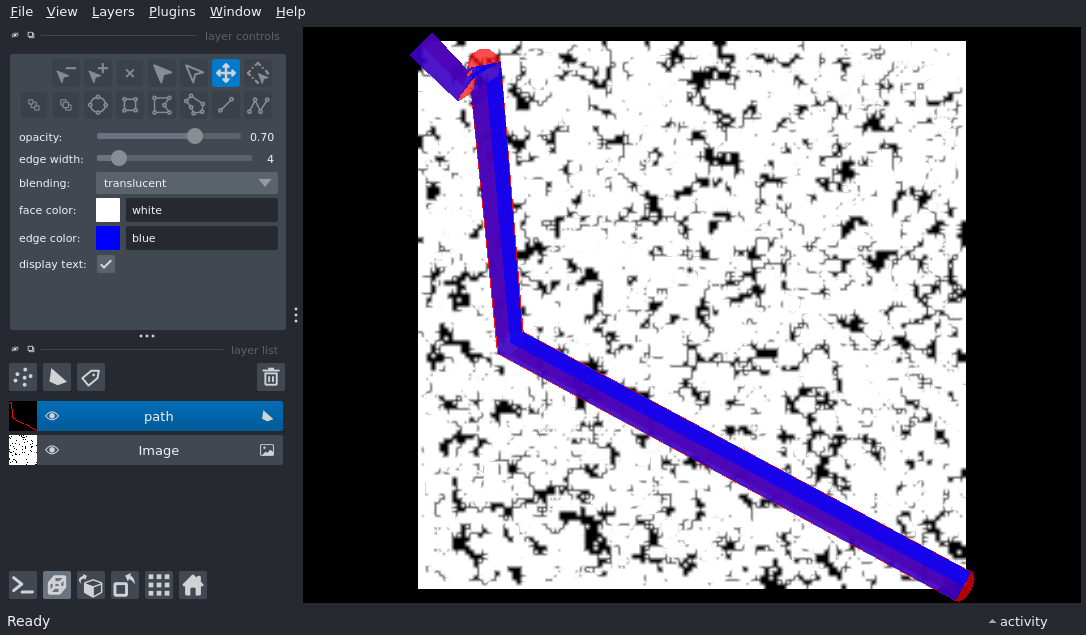 File View Layers Plugins Window Help
layer controls
opacity: 0.70
edge width: 4
blending: translucent
face color: white
edge color: blue
display text:
layer list
path
Image
Ready activity